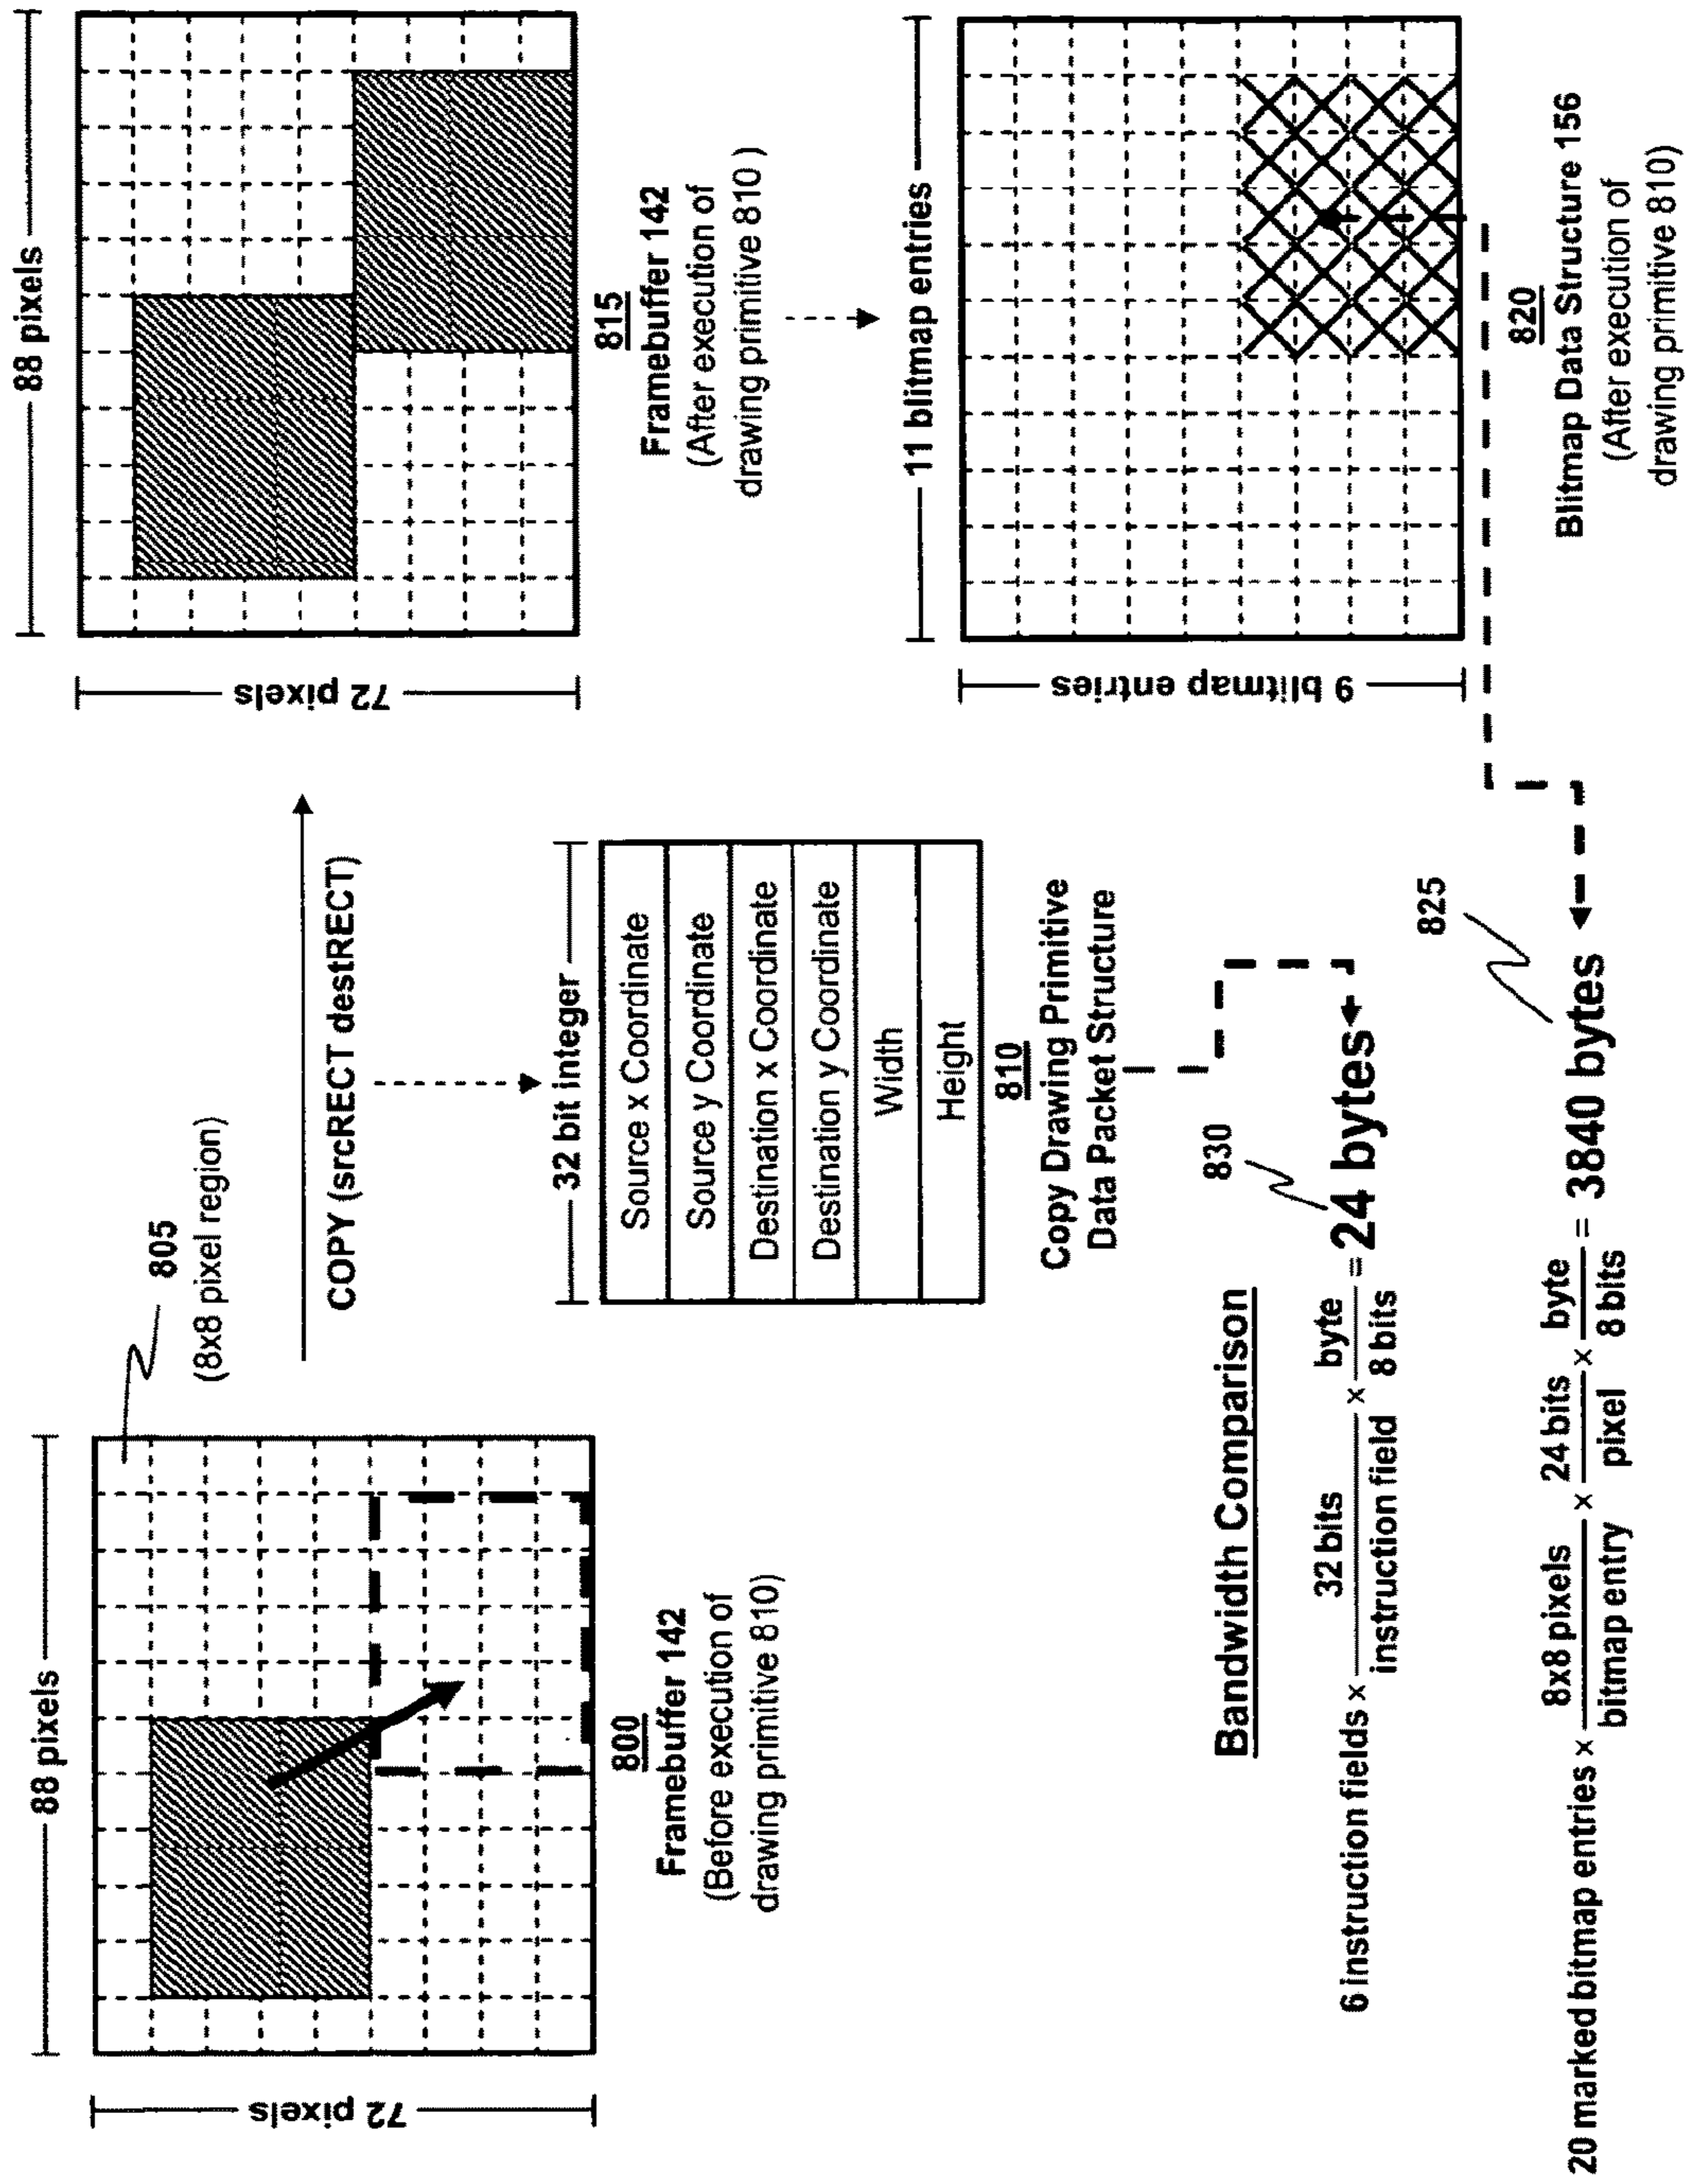 88 pixels
72 pixels
805
(8x8 pixel region)
800
Framebuffer 142
(Before execution of
drawing primitive 810)
COPY (srcRECT destRECT)
32 bit integer
Source x Coordinate
Source y Coordinate
Destination x Coordinate
Destination y Coordinate
Width
Height
810
Copy Drawing Primitive
Data Packet Structure
88 pixels
72 pixels
815
Framebuffer 142
(After execution of
drawing primitive 810 )
11 blitmap entries
9 blitmap entries
820
Blitmap Data Structure 156
(After execution of
drawing primitive 810)
Bandwidth Comparison
830
6 instruction fields × 32 bits / instruction field × byte / 8 bits = 24 bytes
825
20 marked bitmap entries × 8x8 pixels / bitmap entry × 24 bits / pixel × byte / 8 bits = 3840 bytes